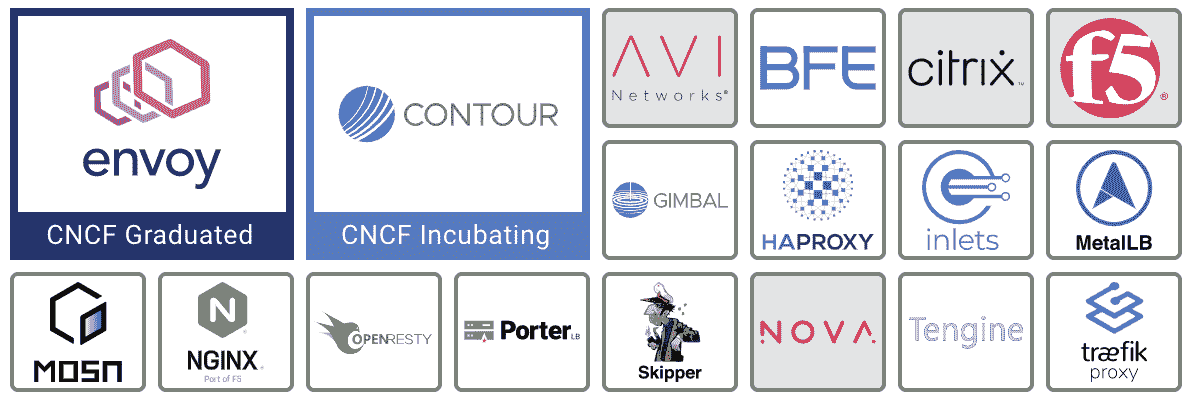 envoy
CNCF Graduated
CONTOUR
CNCF Incubating
AVI
Networks®
BFE
citrix™
f5®
GIMBAL
HAPROXY
inlets
MetalLB
MOSN
N
NGINX
Part of F5
OPENRESTY
Porter LB
Skipper
NOVA
Tengine
træfik
proxy